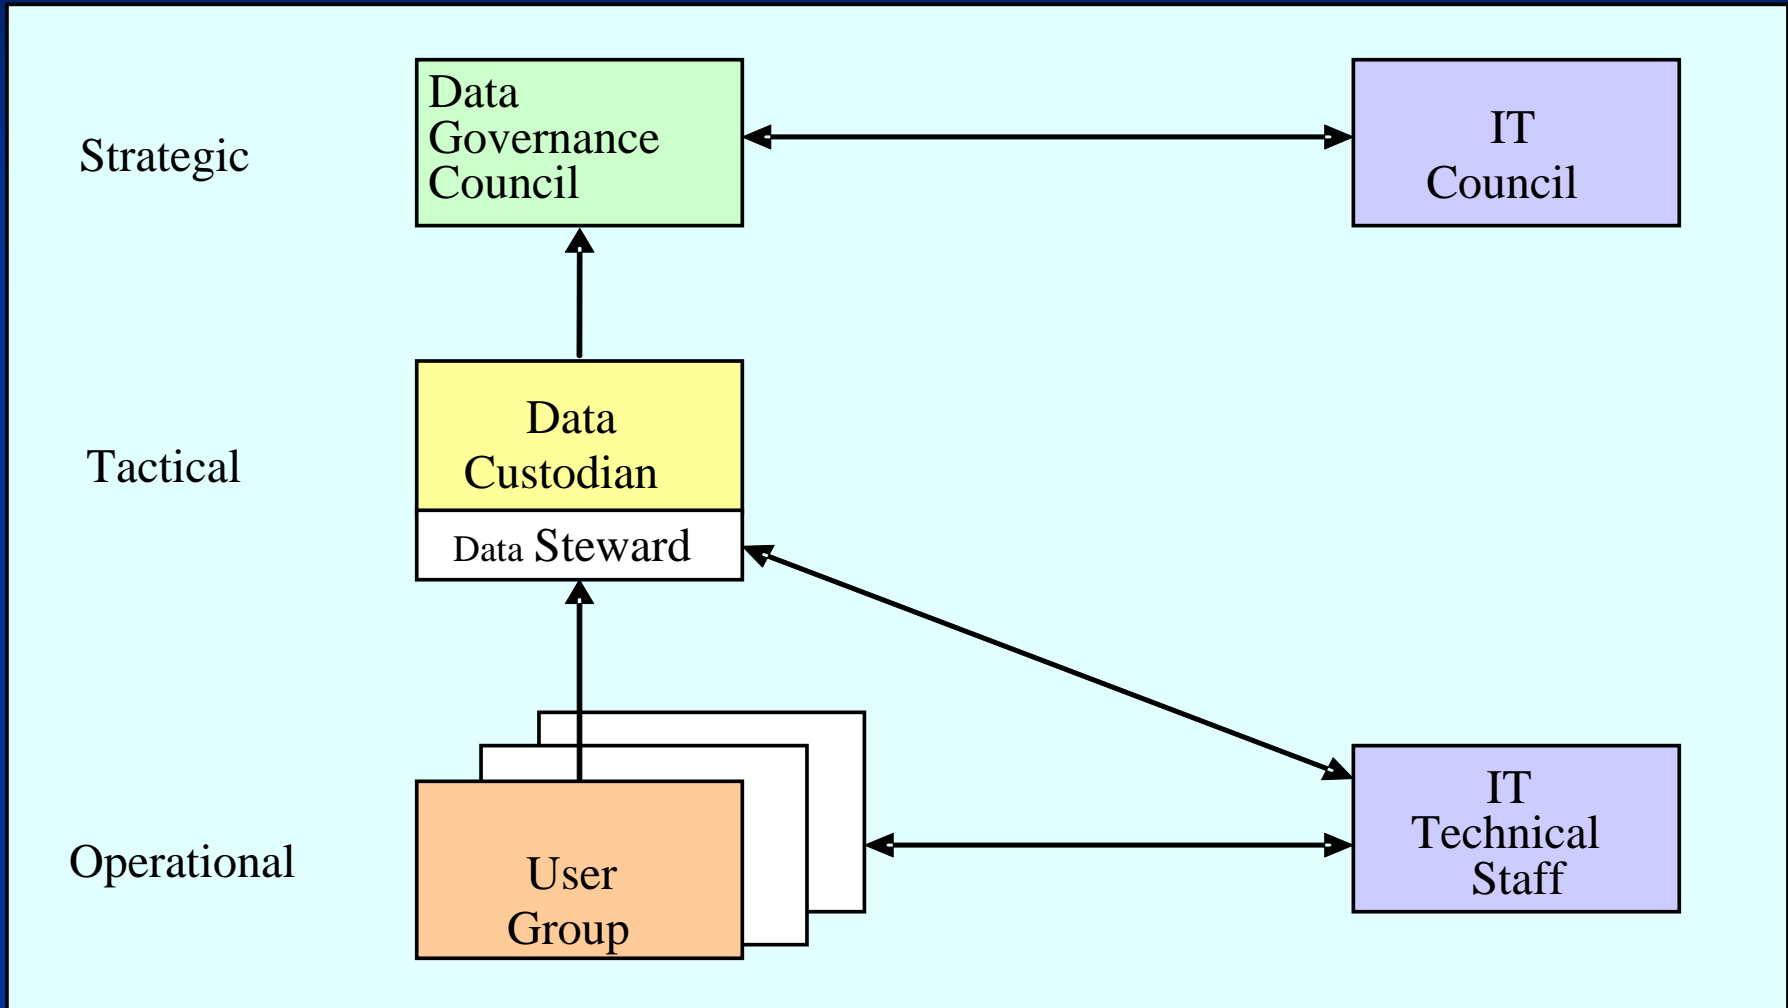 Strategic
Data
Governance
Council
IT
Council
Tactical
Data
Custodian
Data Steward
Operational
User
Group
IT
Technical
Staff